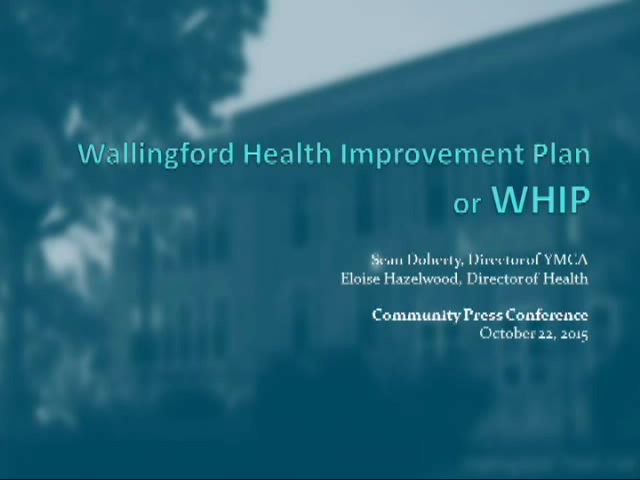 Wallingford Health Improvement Plan
or WHIP
Sean Doherty, Director of YMCA
Eloise Hazelwood, Director of Health
Community Press Conference
October 22, 2015